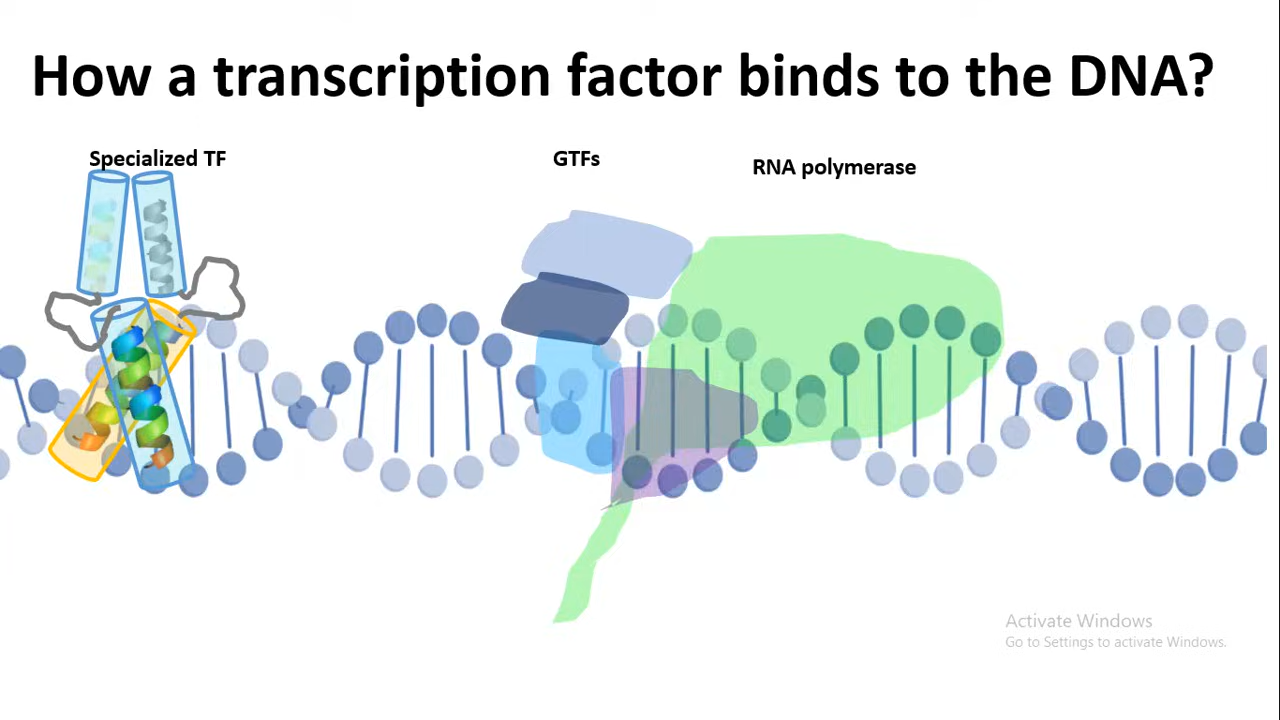 How a transcription factor binds to the DNA?
Specialized TF
GTFs
RNA polymerase
Activate Windows
Go to Settings to activate Windows.